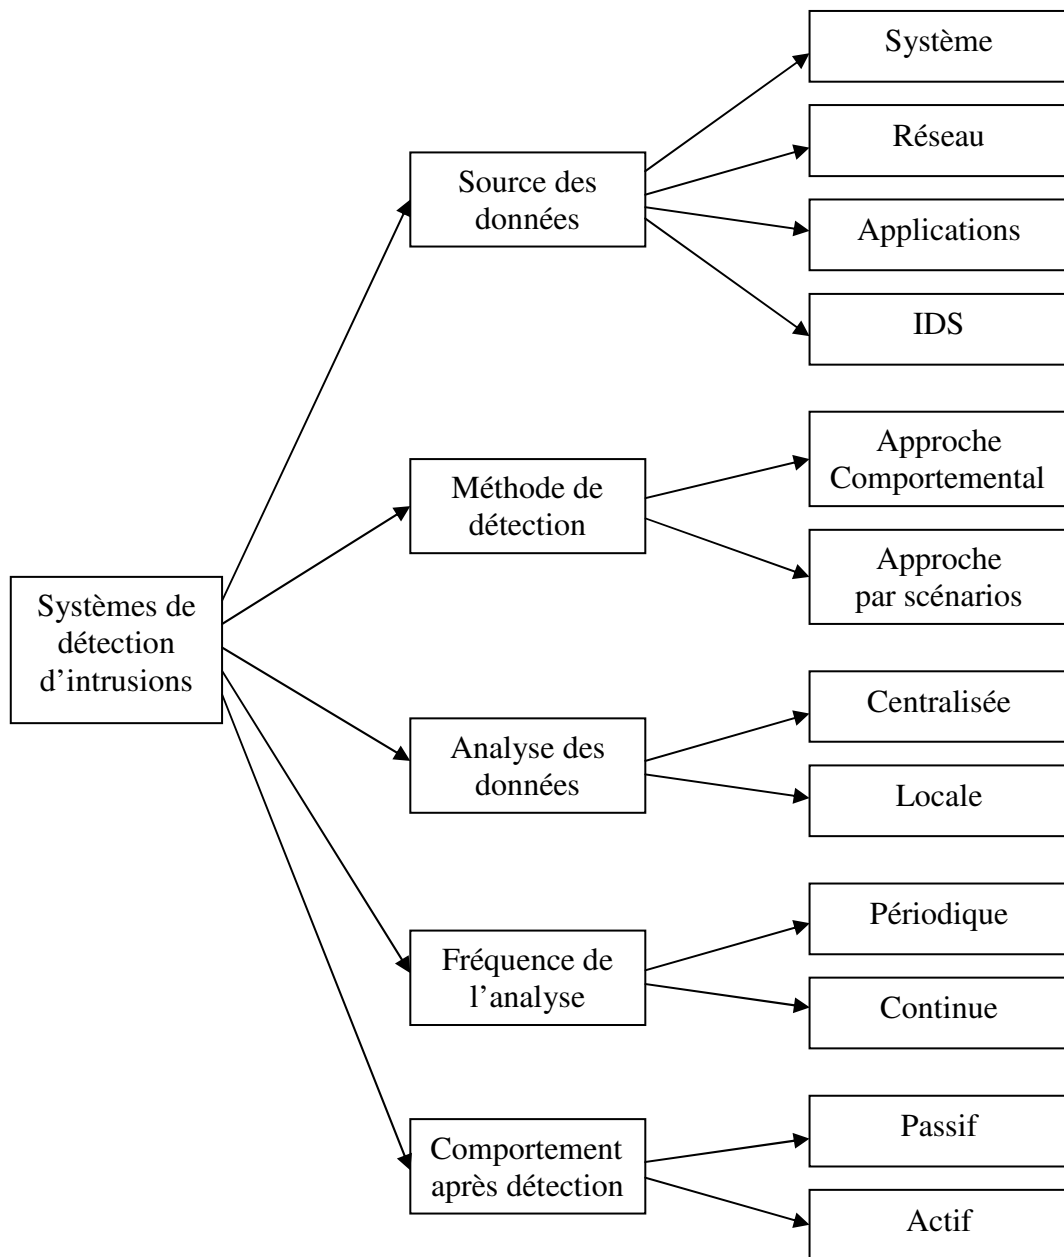 Système
Réseau
Source des
données
Applications
IDS
Approche
Comportemental
Méthode de
détection
Approche
par scénarios
Systèmes de
détection
d’intrusions
Centralisée
Analyse des
données
Locale
Périodique
Fréquence de
l’analyse
Continue
Passif
Comportement
après détection
Actif